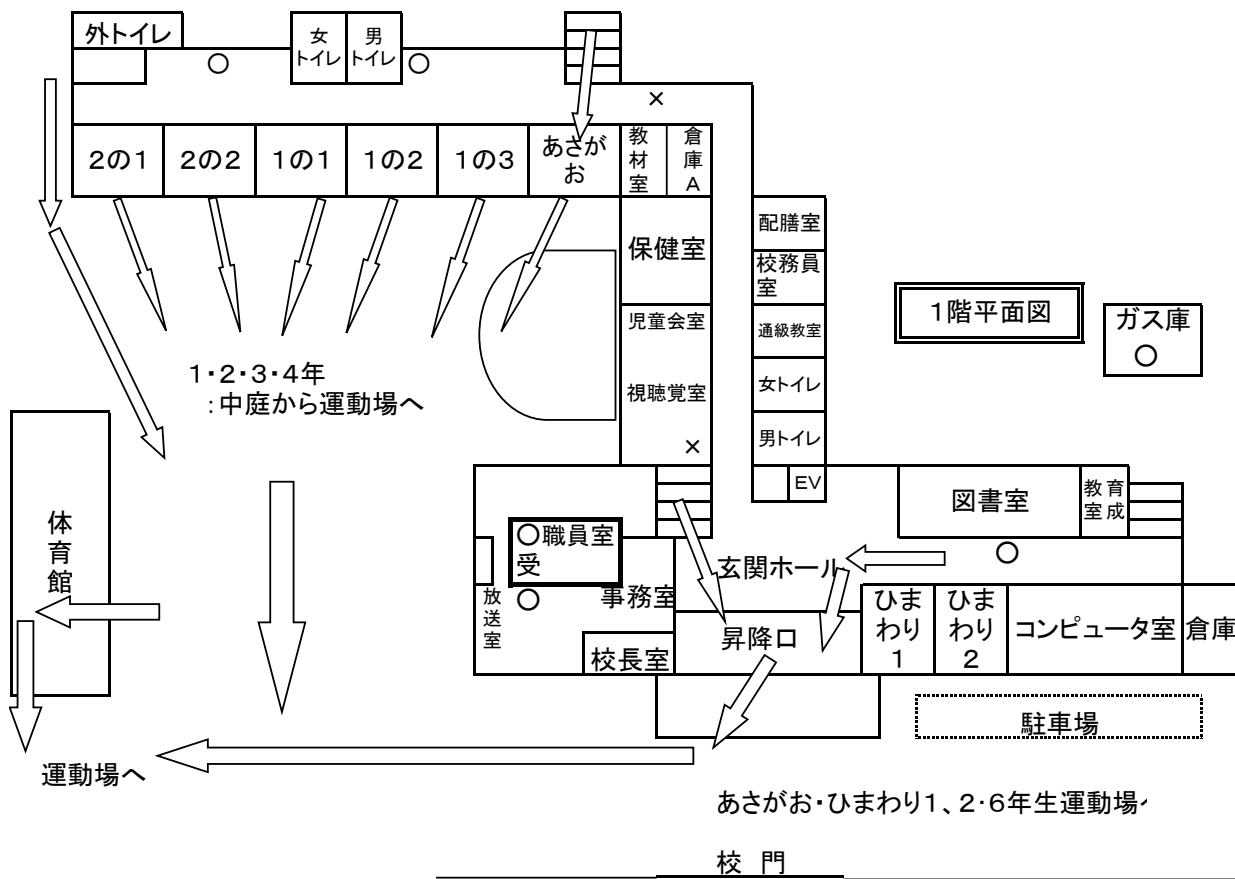 外トイレ
女
トイレ
男
トイレ
○
○
×
2の1
2の2
1の1
1の2
1の3
あさが
お
教
材
室
倉
庫
A
保健室
配膳室
校務員
室
児童会室
通級教室
1階平面図
ガス庫
○
1・2・3・4年
:中庭から運動場へ
視聴覚室
女トイレ
×
男トイレ
EV
体
育
館
図書室
教育
室成
○職員室
受
玄関ホール
○
放
送
室
○
事務室
昇降口
校長室
ひま
わり
1
ひま
わり
2
コンピュータ室
倉庫
駐車場
運動場へ
あさがお・ひまわり1、2・6年生運動場
校 門